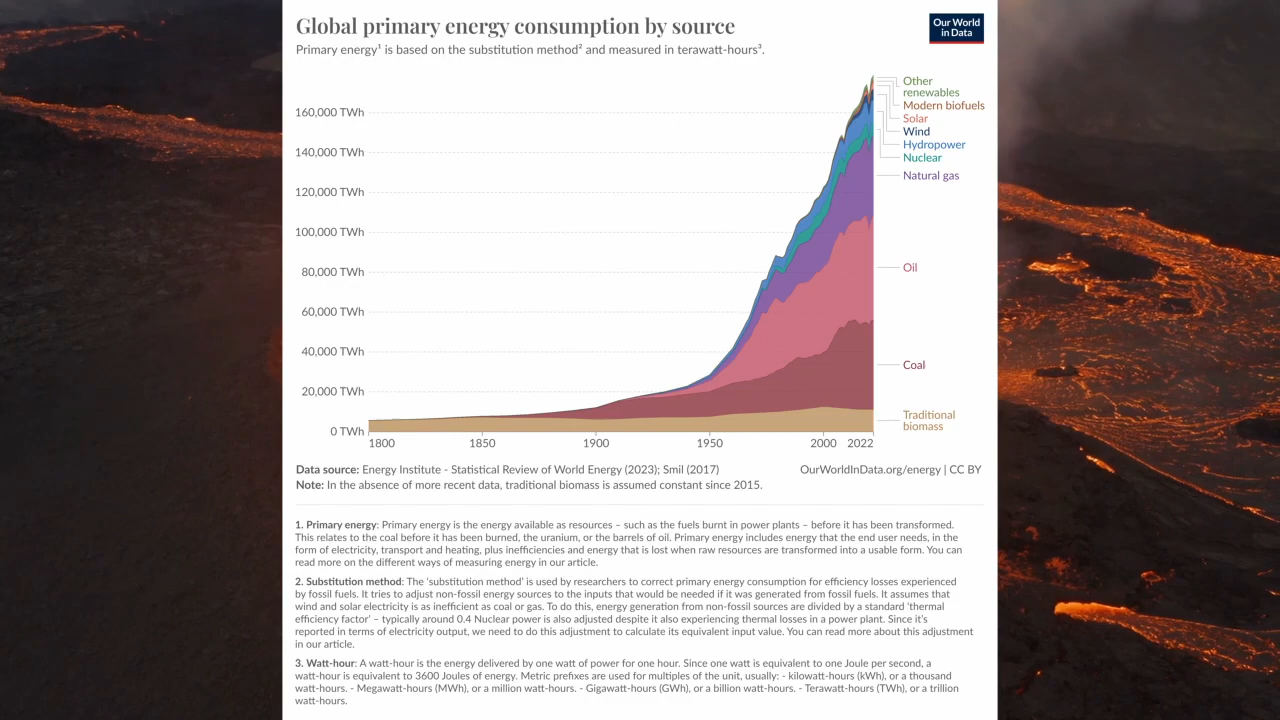 Global primary energy consumption by source
Our World
in Data
Primary energy¹ is based on the substitution method² and measured in terawatt-hours³.
160,000 TWh
140,000 TWh
120,000 TWh
100,000 TWh
80,000 TWh
60,000 TWh
40,000 TWh
20,000 TWh
0 TWh
Other
renewables
Modern biofuels
Solar
Wind
Hydropower
Nuclear
Natural gas
Oil
Coal
Traditional
biomass
1800 1850 1900 1950 2000 2022
Data source: Energy Institute - Statistical Review of World Energy (2023); Smil (2017) OurWorldInData.org/energy | CC BY
Note: In the absence of more recent data, traditional biomass is assumed constant since 2015.
1. Primary energy: Primary energy is the energy available as resources – such as the fuels burnt in power plants – before it has been transformed.
This relates to the coal before it has been burned, the uranium, or the barrels of oil. Primary energy includes energy that the end user needs, in the
form of electricity, transport and heating, plus inefficiencies and energy that is lost when raw resources are transformed into a usable form. You can
read more on the different ways of measuring energy in our article.
2. Substitution method: The ‘substitution method’ is used by researchers to correct primary energy consumption for efficiency losses experienced
by fossil fuels. It tries to adjust non-fossil energy sources to the inputs that would be needed if it was generated from fossil fuels. It assumes that
wind and solar electricity is as inefficient as coal or gas. To do this, energy generation from non-fossil sources are divided by a standard ‘thermal
efficiency factor’ – typically around 0.4 Nuclear power is also adjusted despite it also experiencing thermal losses in a power plant. Since it's
reported in terms of electricity output, we need to do this adjustment to calculate its equivalent input value. You can read more about this adjustment
in our article.
3. Watt-hour: A watt-hour is the energy delivered by one watt of power for one hour. Since one watt is equivalent to one Joule per second, a
watt-hour is equivalent to 3600 Joules of energy. Metric prefixes are used for multiples of the unit, usually: - kilowatt-hours (kWh), or a thousand
watt-hours. - Megawatt-hours (MWh), or a million watt-hours. - Gigawatt-hours (GWh), or a billion watt-hours. - Terawatt-hours (TWh), or a trillion
watt-hours.